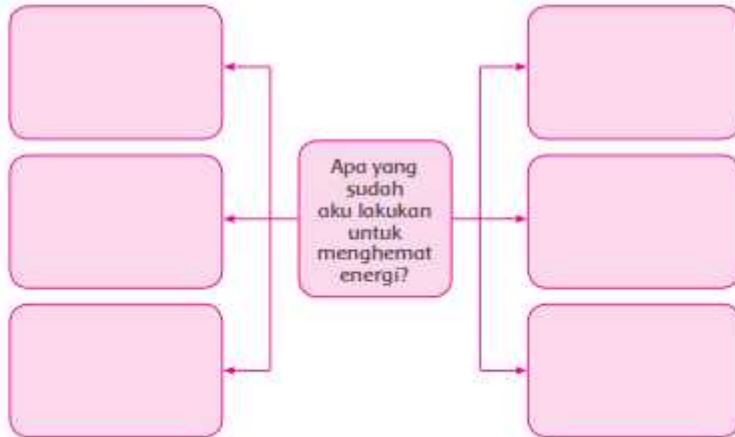 Apa yang
sudah
aku lakukan
untuk
menghemat
energi?